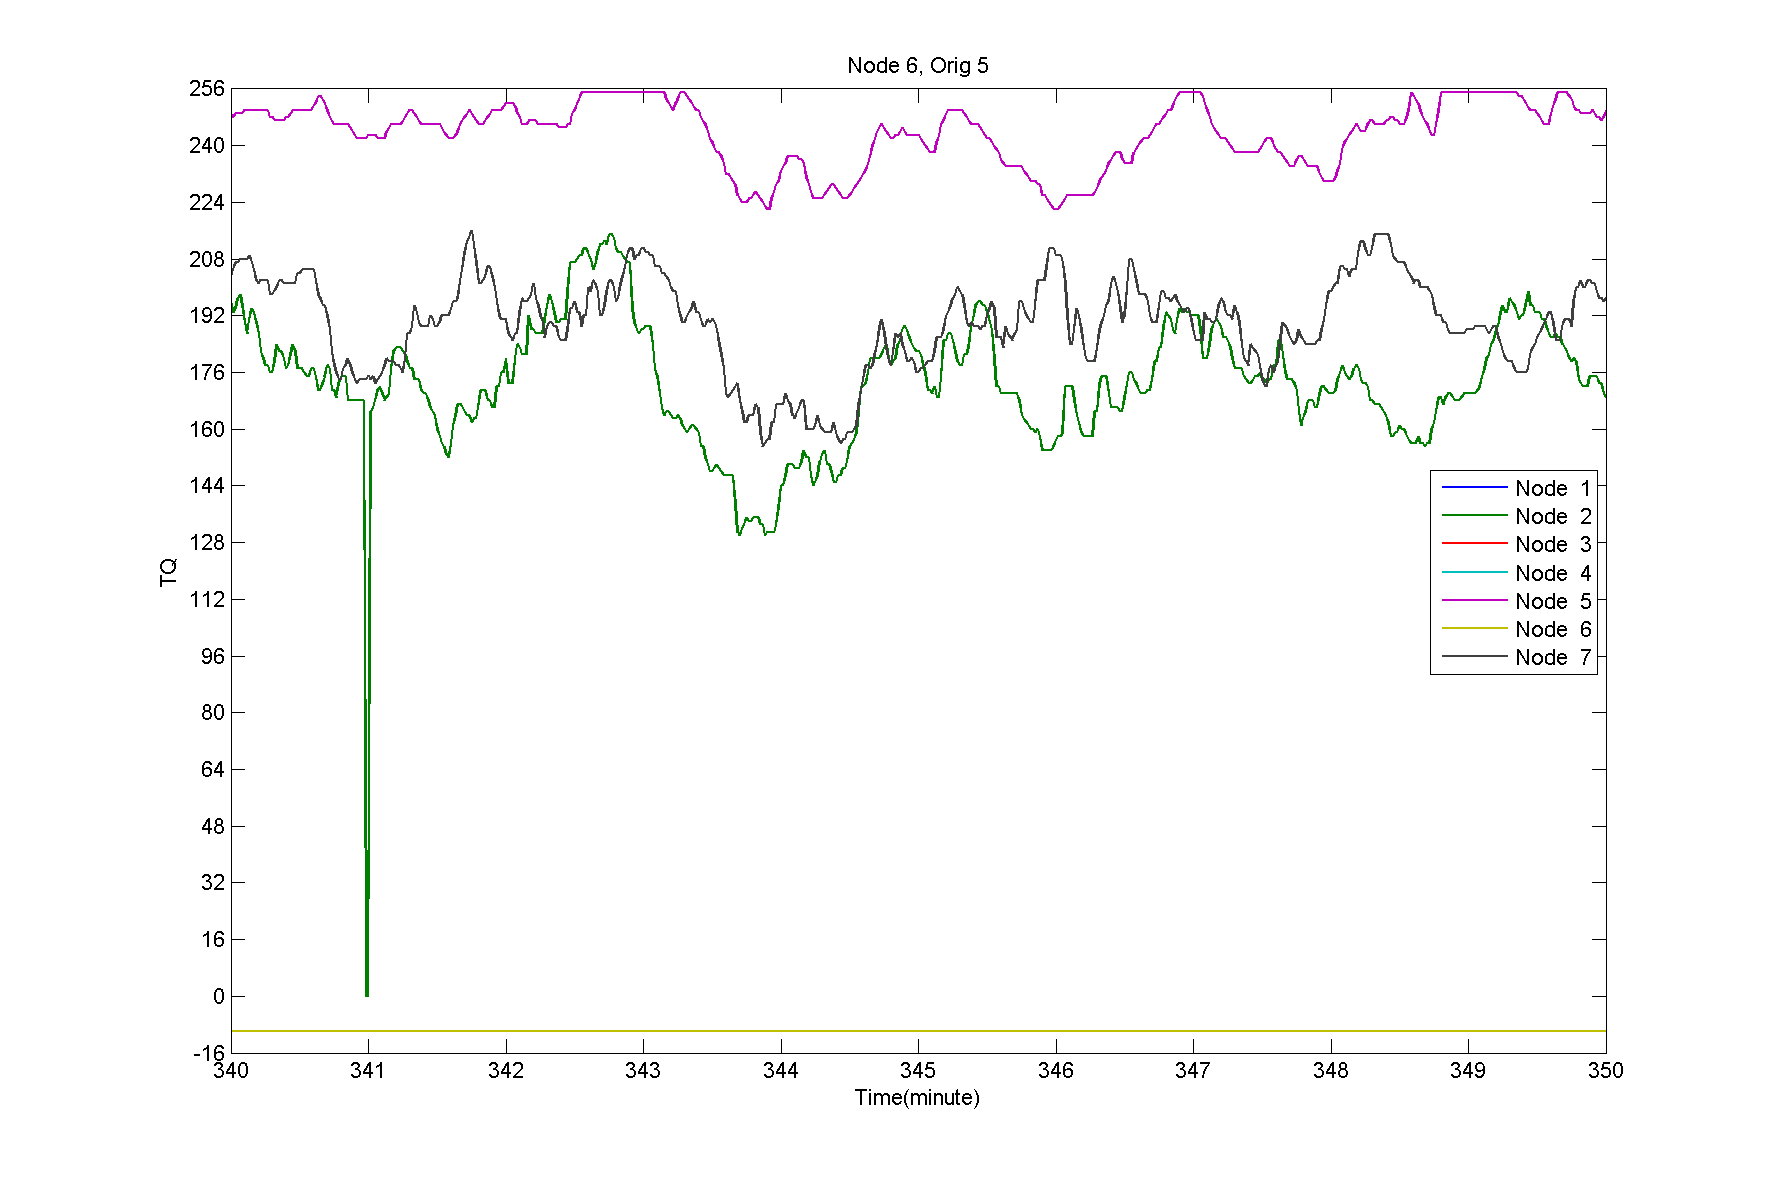 Node 6, Orig 5
256
240
224
208
192
176
160
144
128
112
96
80
64
48
32
16
0
-16
TQ
340 341 342 343 344 345 346 347 348 349 350
Time(minute)
Node 1
Node 2
Node 3
Node 4
Node 5
Node 6
Node 7